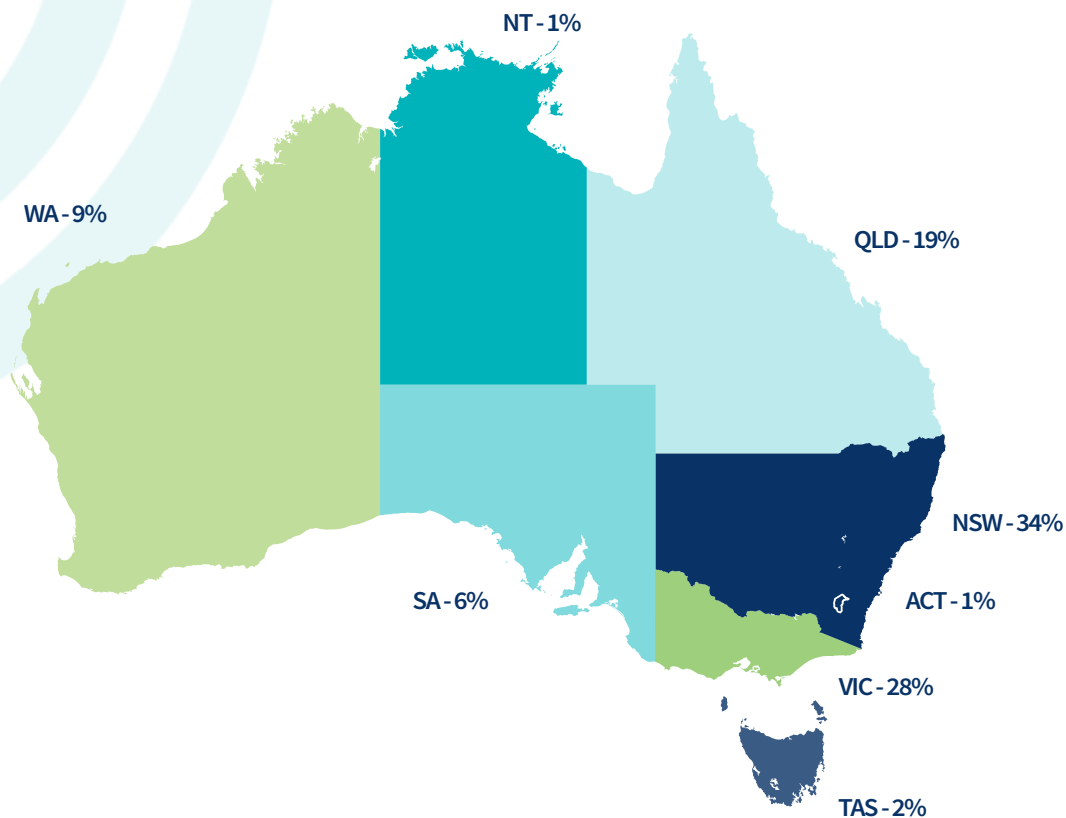 NT - 1%
WA - 9%
QLD - 19%
NSW - 34%
SA - 6%
ACT - 1%
VIC - 28%
TAS - 2%